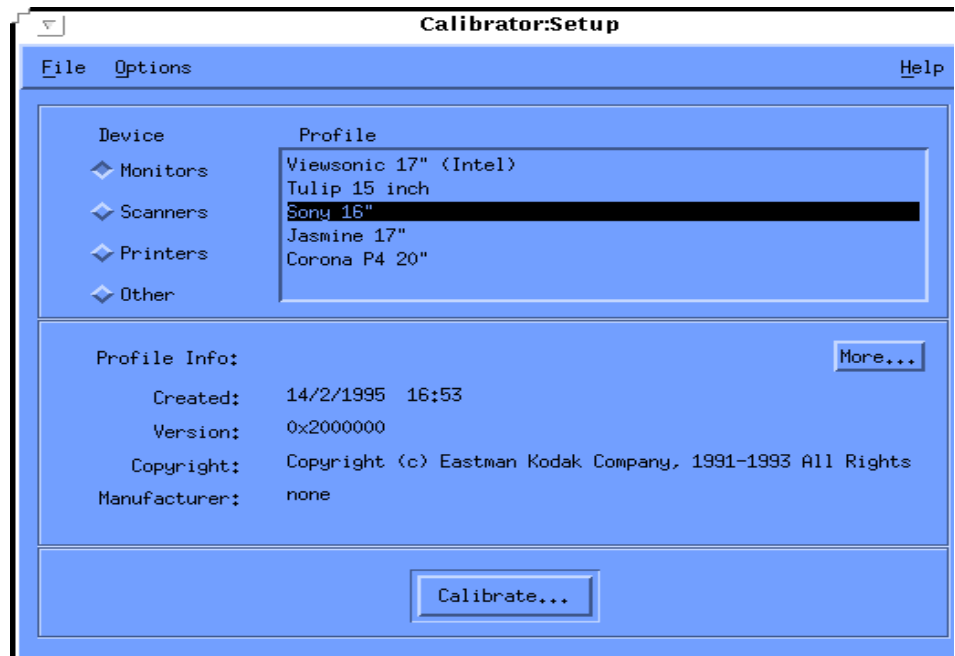 Calibrator:Setup
File Options Help
Device Profile
Monitors
Scanners
Printers
Other
Viewsonic 17" (Intel)
Tulip 15 inch
Sony 16"
Jasmine 17"
Corona P4 20"
Profile Info: More...
Created: 14/2/1995 16:53
Version: 0x2000000
Copyright: Copyright (c) Eastman Kodak Company, 1991-1993 All Rights
Manufacturer: none
Calibrate...